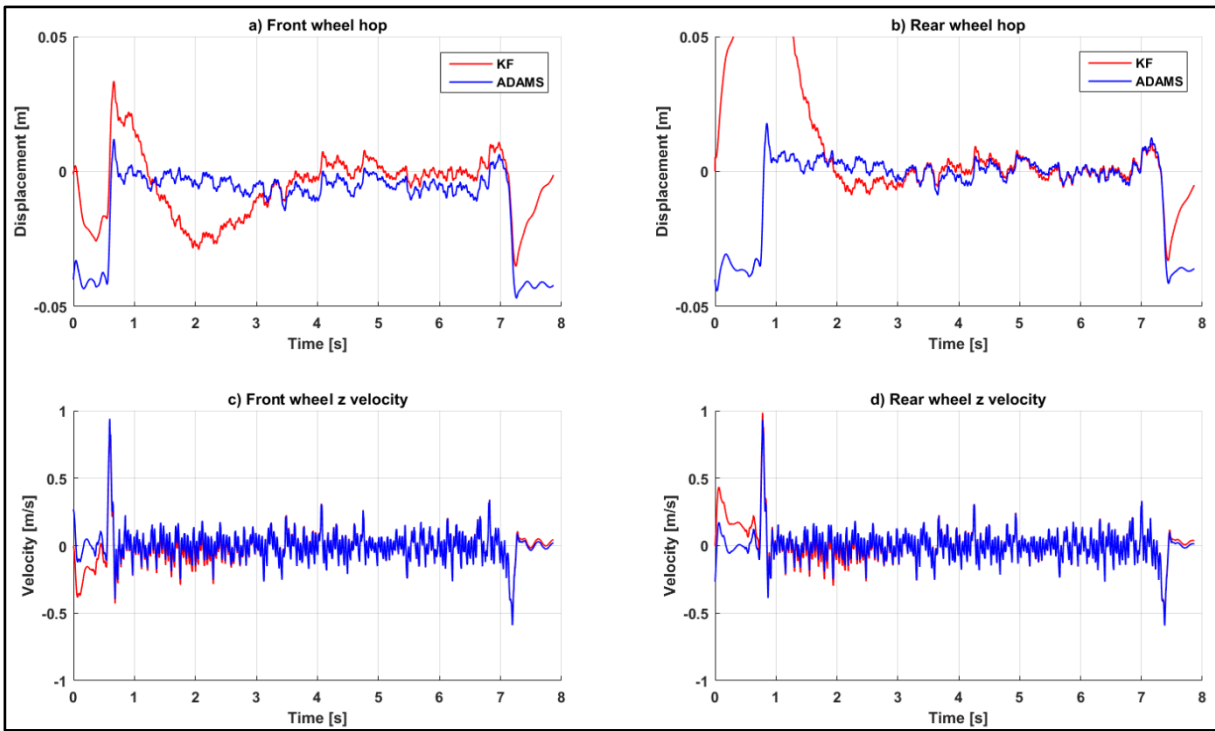 a) Front wheel hop
0.05
0
-0.05
Displacement [m]
KF
ADAMS
0 1 2 3 4 5 6 7 8
Time [s]
b) Rear wheel hop
0.05
0
-0.05
Displacement [m]
KF
ADAMS
0 1 2 3 4 5 6 7 8
Time [s]
c) Front wheel z velocity
1
0.5
0
-0.5
-1
Velocity [m/s]
0 1 2 3 4 5 6 7 8
Time [s]
d) Rear wheel z velocity
1
0.5
0
-0.5
-1
Velocity [m/s]
0 1 2 3 4 5 6 7 8
Time [s]